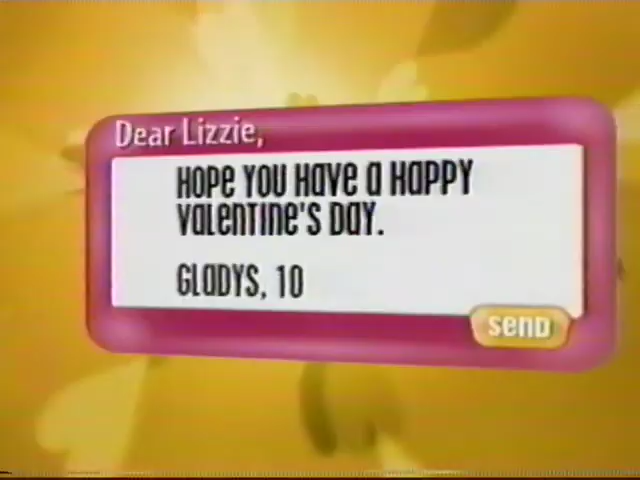 Dear Lizzie,
HOPE YOU HAVE A HAPPY
VALENTINE'S DAY.
GLADYS, 10
SEND